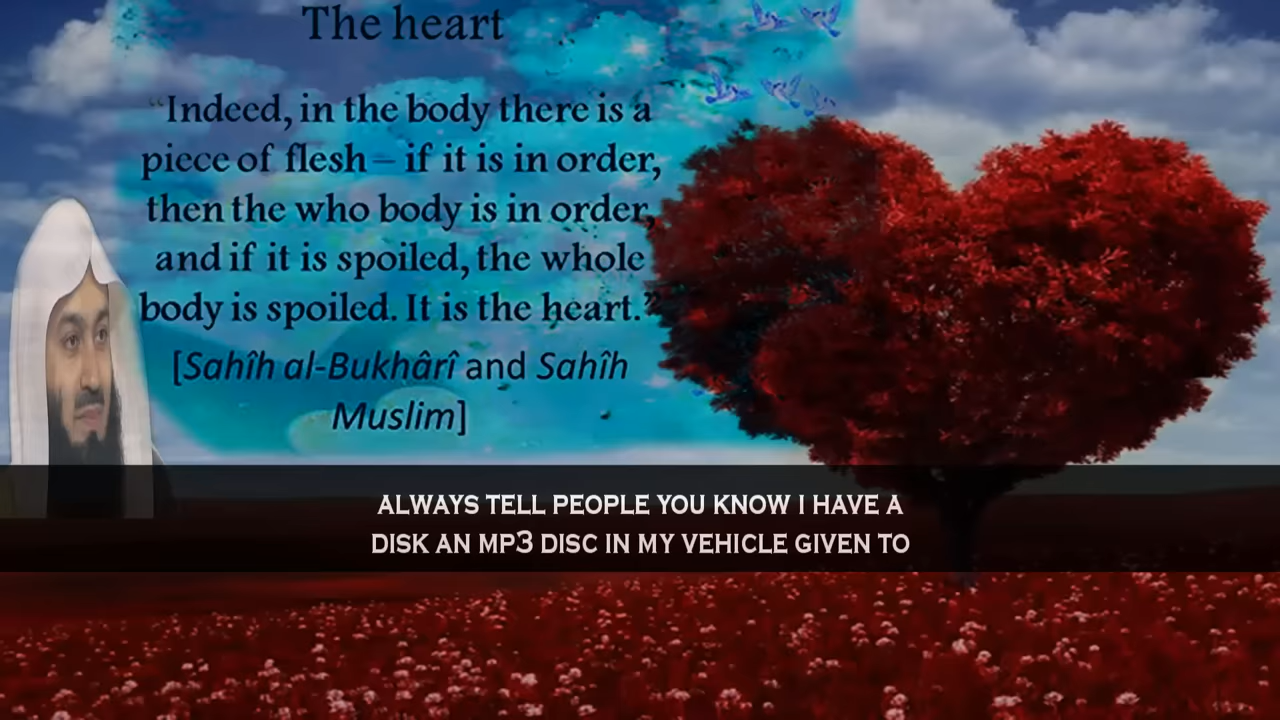 The heart
“Indeed, in the body there is a
piece of flesh – if it is in order,
then the who body is in order,
and if it is spoiled, the whole
body is spoiled. It is the heart.”
[Sahîh al-Bukhârî and Sahîh
Muslim]
ALWAYS TELL PEOPLE YOU KNOW I HAVE A
DISK AN MP3 DISC IN MY VEHICLE GIVEN TO